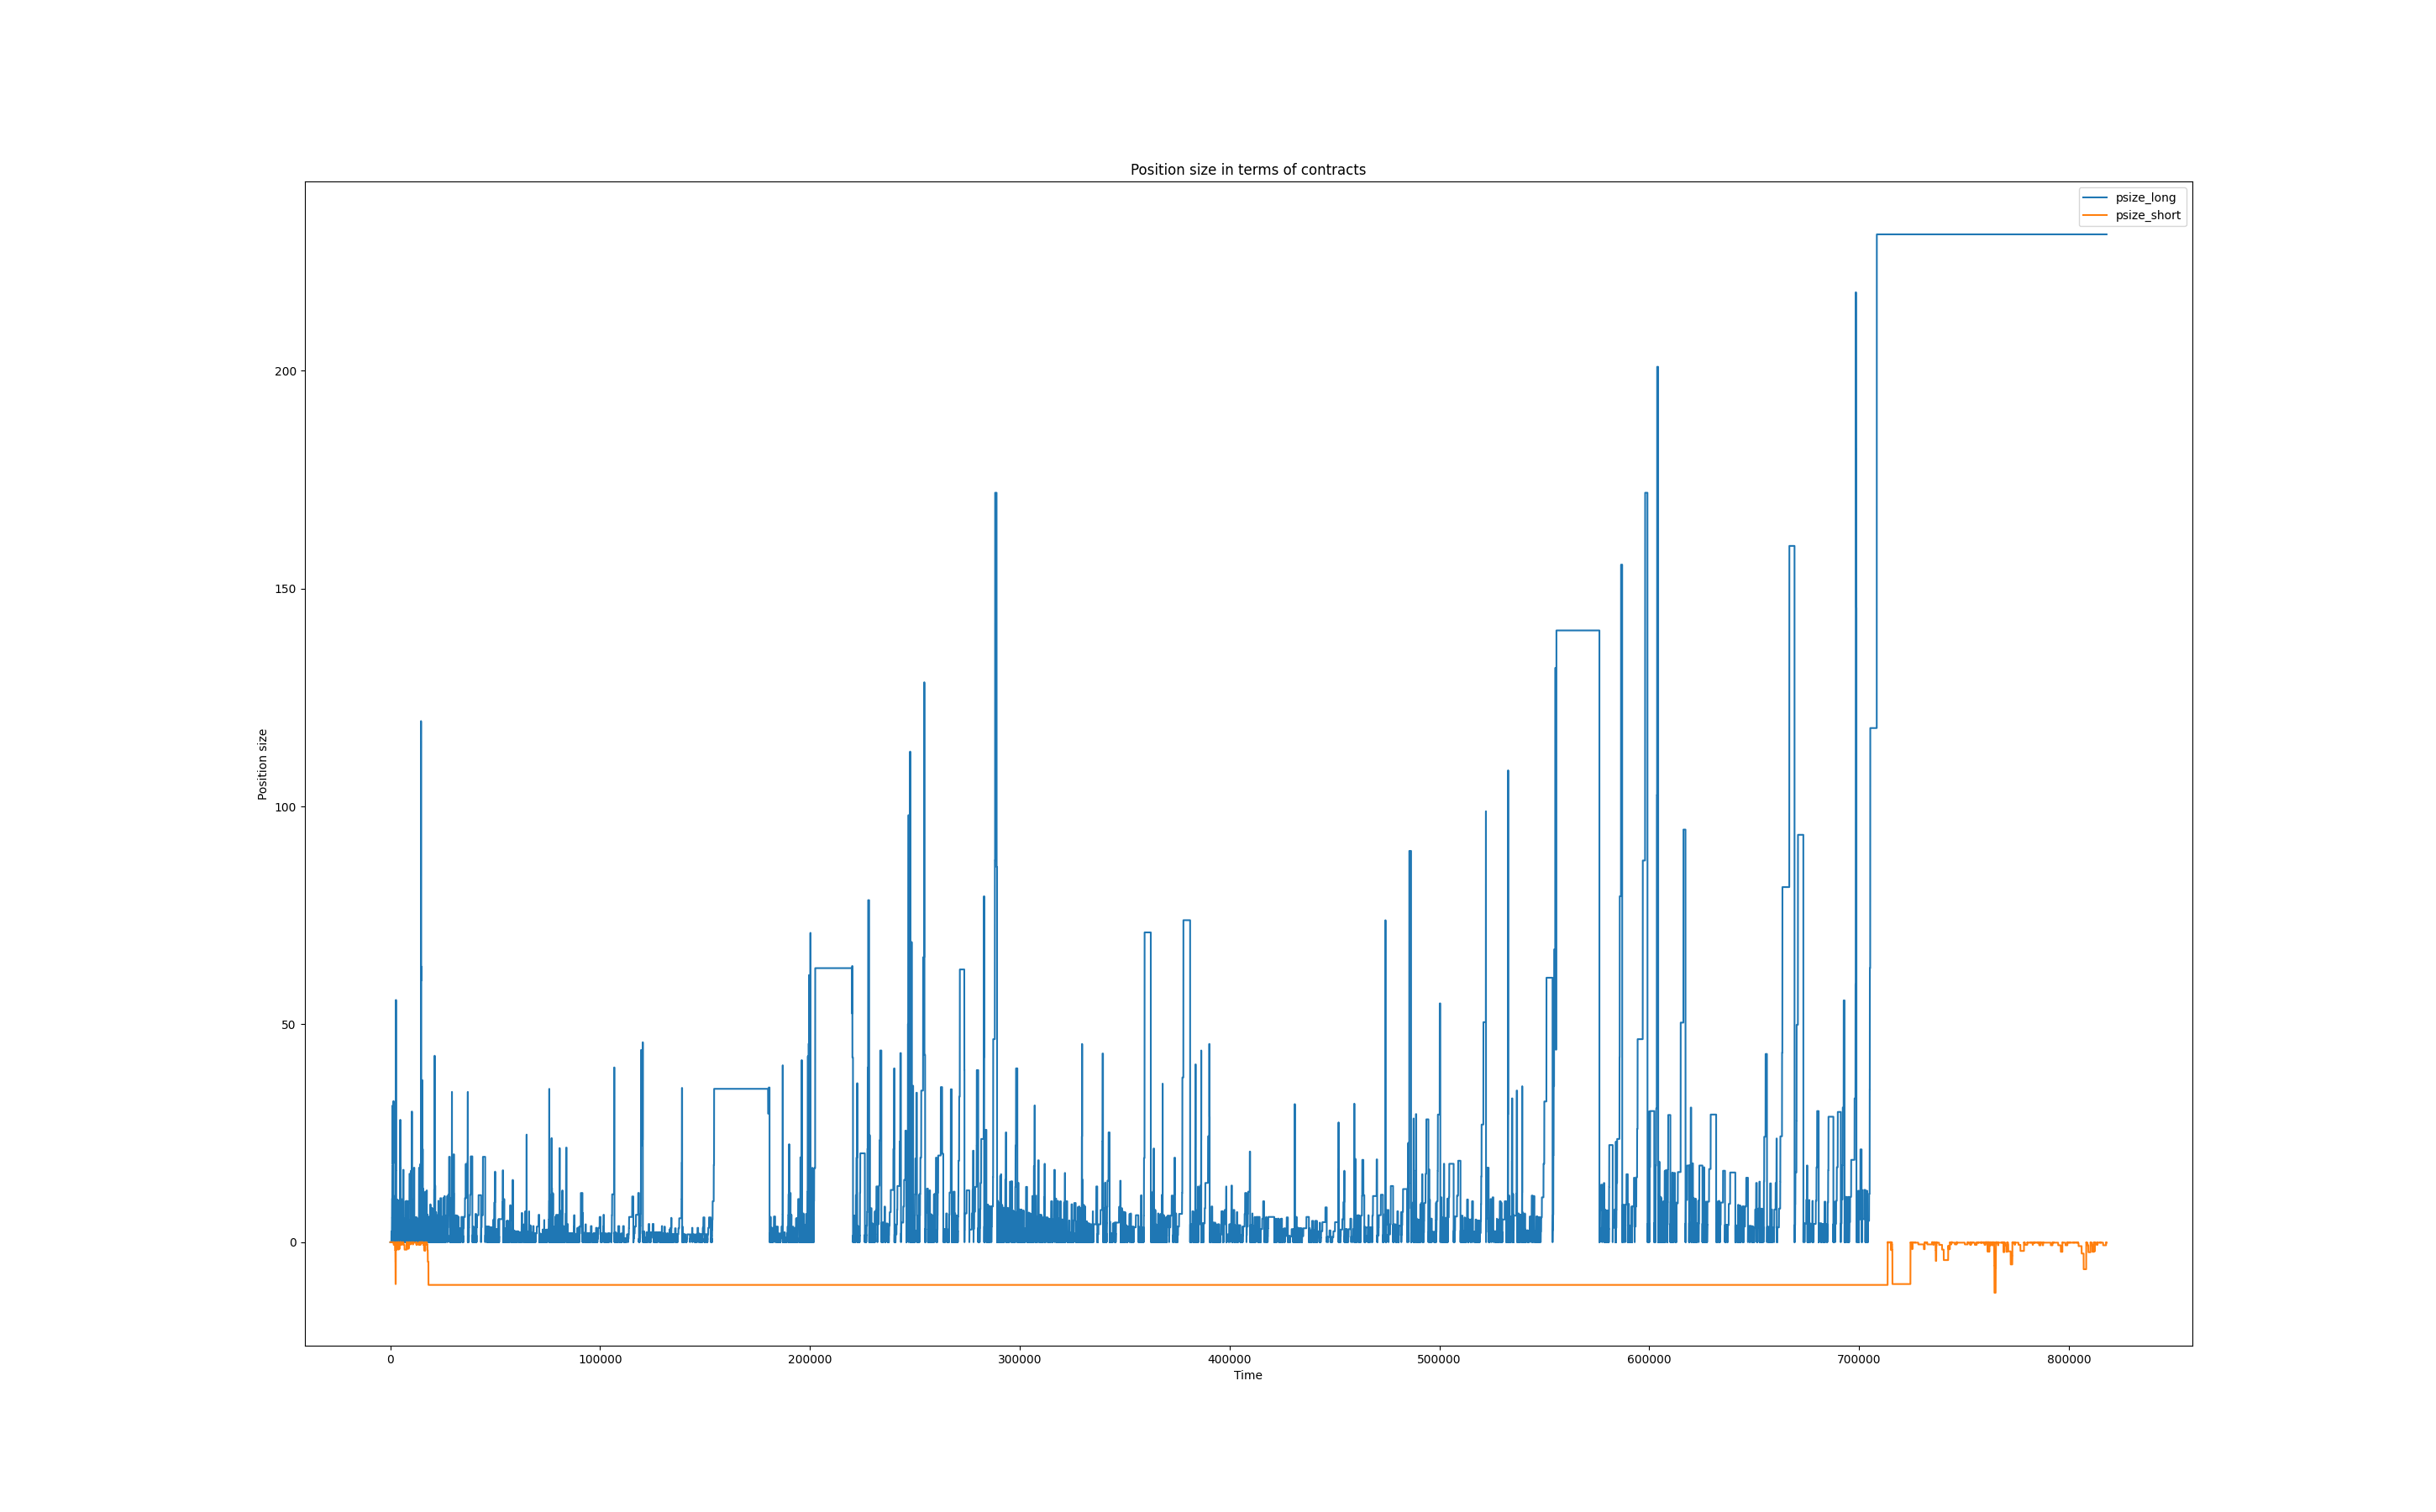 Position size in terms of contracts
psize_long
psize_short
200
150
100
50
0
Position size
0 100000 200000 300000 400000 500000 600000 700000 800000
Time